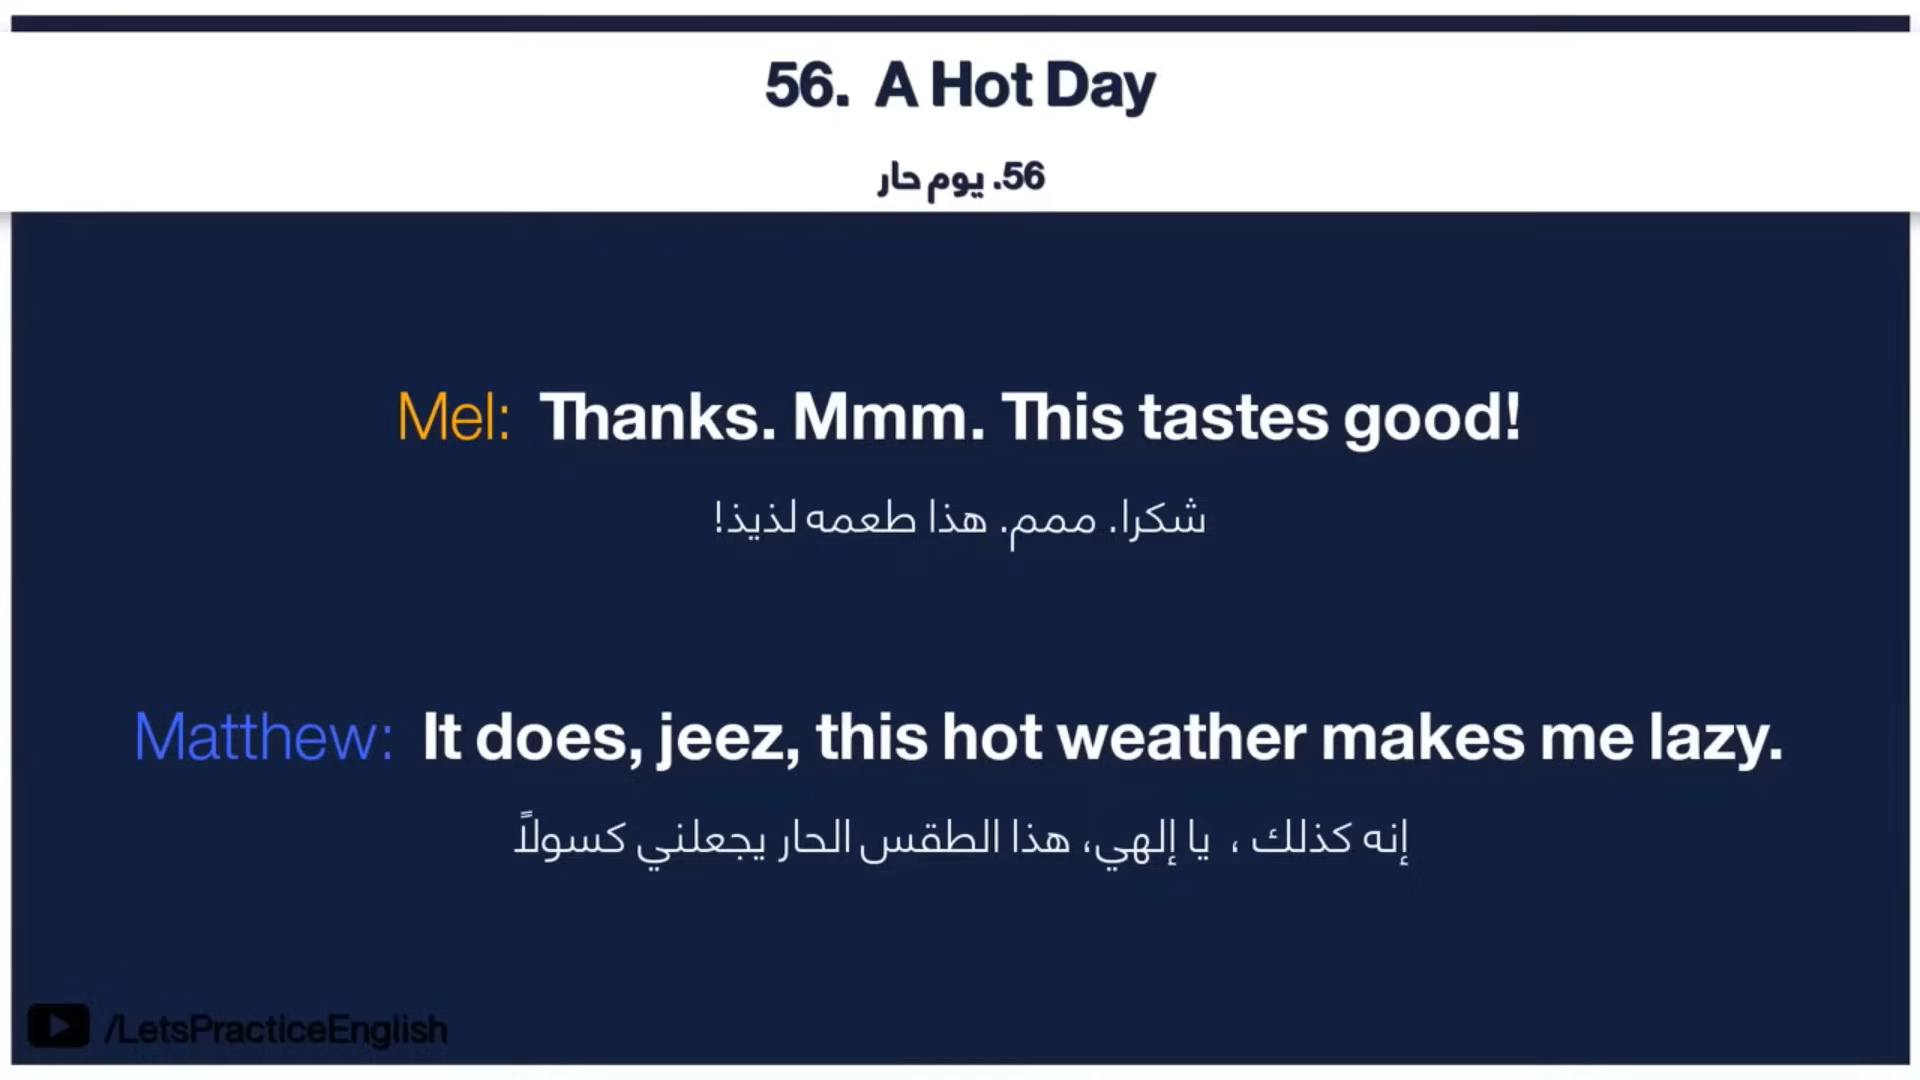 56. A Hot Day
56. يوم حار
Mel: Thanks. Mmm. This tastes good!
شكرا. ممم. هذا طعمه لذيذ!
Matthew: It does, jeez, this hot weather makes me lazy.
إنه كذلك ، يا إلهي، هذا الطقس الحار يجعلني كسولاً
/LetsPracticeEnglish